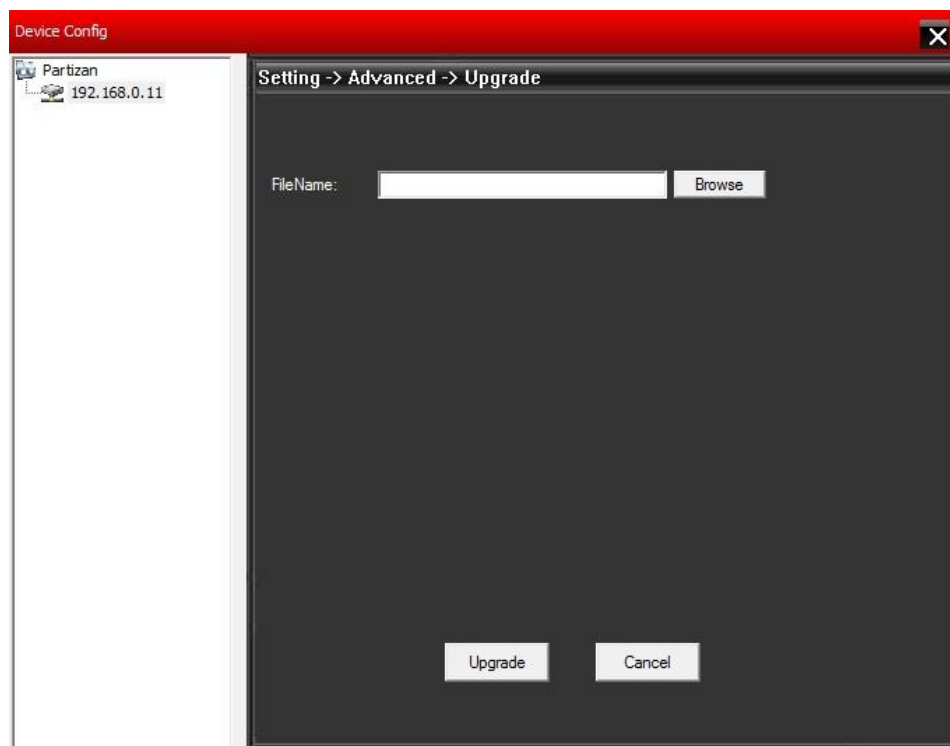 Device Config
Partizan
192.168.0.11
Setting -> Advanced -> Upgrade
FileName:
Browse
Upgrade
Cancel